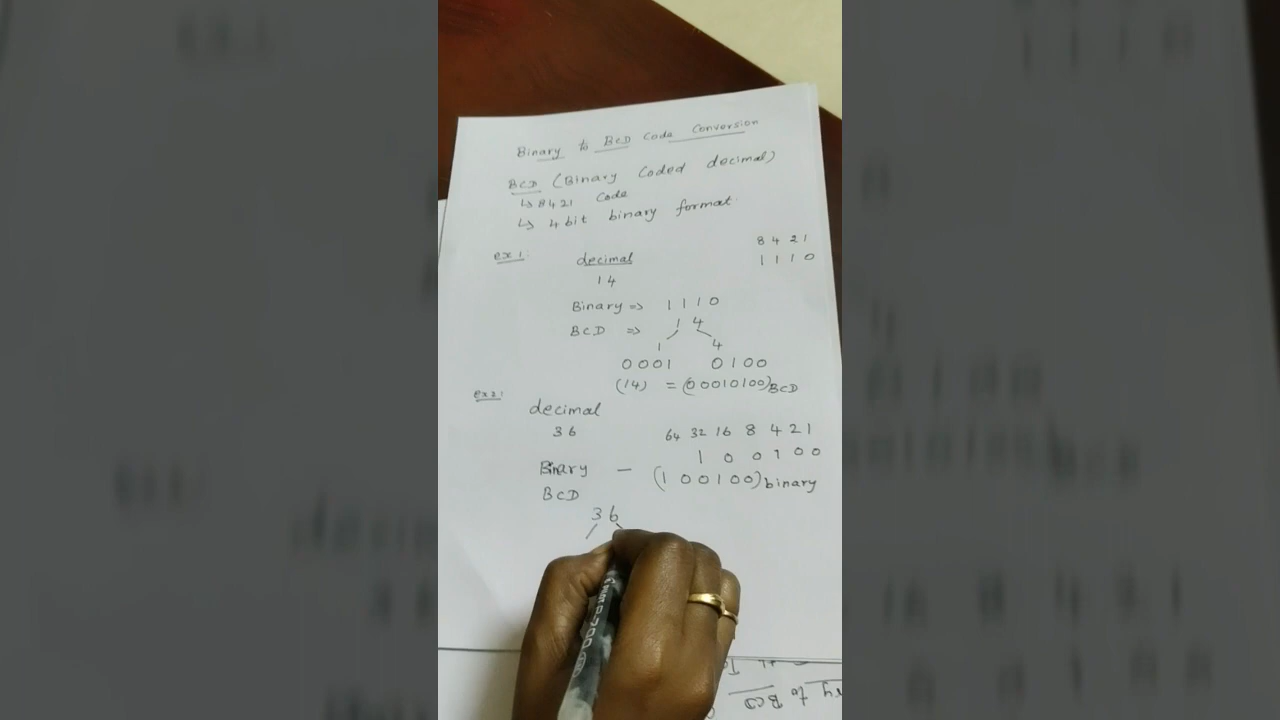 Binary to BCD Code Conversion
BCD (Binary Coded decimal)
↳ 8421 Code
↳ 4 bit binary format.
ex 1: decimal 8 4 2 1
14 1 1 1 0
Binary ⇒ 1 1 1 0
BCD ⇒ 1 4
1 4
0001 0100
(14) = (00010100)BCD
ex 2:
decimal
36 64 32 16 8 4 2 1
1 0 0 1 0 0
Binary — (1 0 0 1 0 0)binary
BCD
36
to BCD